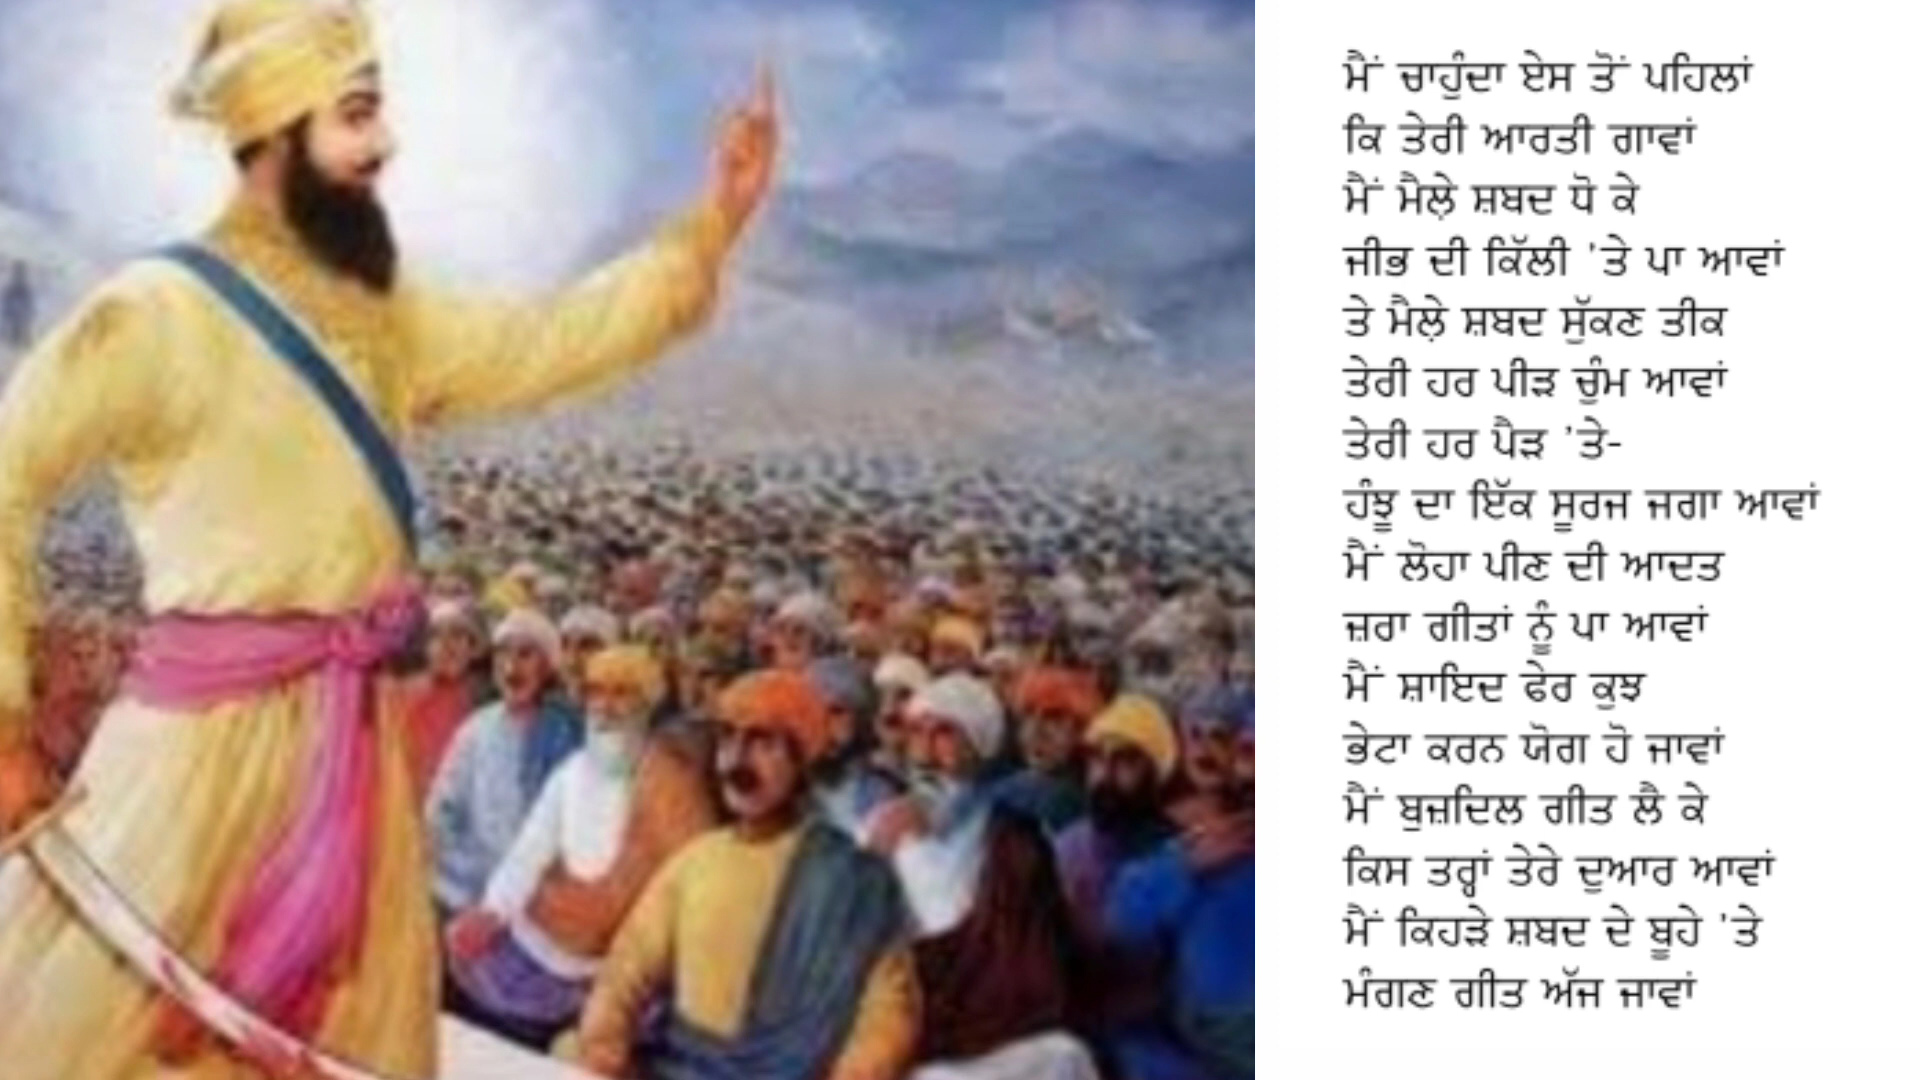 ਮੈਂ ਚਾਹੁੰਦਾ ਏਸ ਤੋਂ ਪਹਿਲਾਂ
ਕਿ ਤੇਰੀ ਆਰਤੀ ਗਾਵਾਂ
ਮੈਂ ਮੈਲ਼ੇ ਸ਼ਬਦ ਧੋ ਕੇ
ਜੀਭ ਦੀ ਕਿੱਲੀ 'ਤੇ ਪਾ ਆਵਾਂ
ਤੇ ਮੈਲ਼ੇ ਸ਼ਬਦ ਸੁੱਕਣ ਤੀਕ
ਤੇਰੀ ਹਰ ਪੀੜ ਚੁੰਮ ਆਵਾਂ
ਤੇਰੀ ਹਰ ਪੈੜ 'ਤੇ-
ਹੰਝੂ ਦਾ ਇੱਕ ਸੂਰਜ ਜਗਾ ਆਵਾਂ
ਮੈਂ ਲੋਹਾ ਪੀਣ ਦੀ ਆਦਤ
ਜ਼ਰਾ ਗੀਤਾਂ ਨੂੰ ਪਾ ਆਵਾਂ
ਮੈਂ ਸ਼ਾਇਦ ਫੇਰ ਕੁਝ
ਭੇਟਾ ਕਰਨ ਯੋਗ ਹੋ ਜਾਵਾਂ
ਮੈਂ ਬੁਜ਼ਦਿਲ ਗੀਤ ਲੈ ਕੇ
ਕਿਸ ਤਰ੍ਹਾਂ ਤੇਰੇ ਦੁਆਰ ਆਵਾਂ
ਮੈਂ ਕਿਹੜੇ ਸ਼ਬਦ ਦੇ ਬੂਹੇ 'ਤੇ
ਮੰਗਣ ਗੀਤ ਅੱਜ ਜਾਵਾਂ